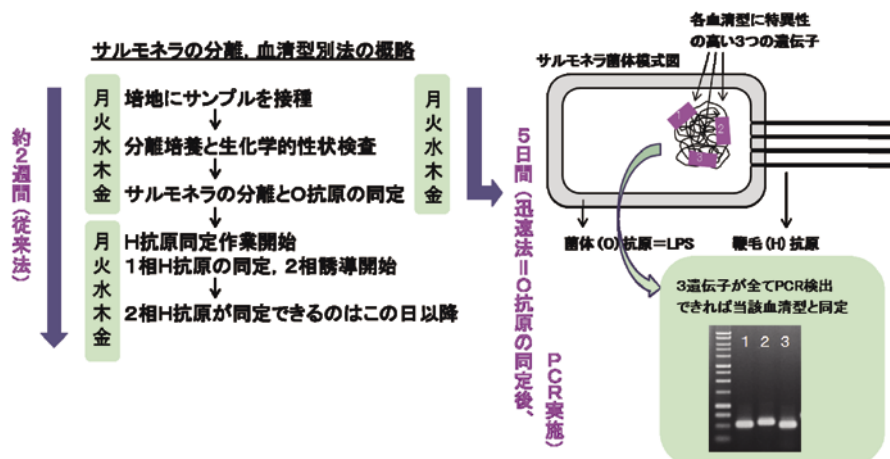 サルモネラの分離，血清型別法の概略
約2週間（従来法）
月火水木金
培地にサンプルを接種
分離培養と生化学的性状検査
サルモネラの分離とO抗原の同定
月火水木金
H抗原同定作業開始
1相H抗原の同定，2相誘導開始
2相H抗原が同定できるのはこの日以降
月火水木金
5日間（迅速法＝O抗原の同定後、
PCR実施）
各血清型に特異性
の高い3つの遺伝子
サルモネラ菌体模式図
1
2
3
菌体（O）抗原＝LPS
鞭毛（H）抗原
3遺伝子が全てPCR検出
できれば当該血清型と同定
1 2 3